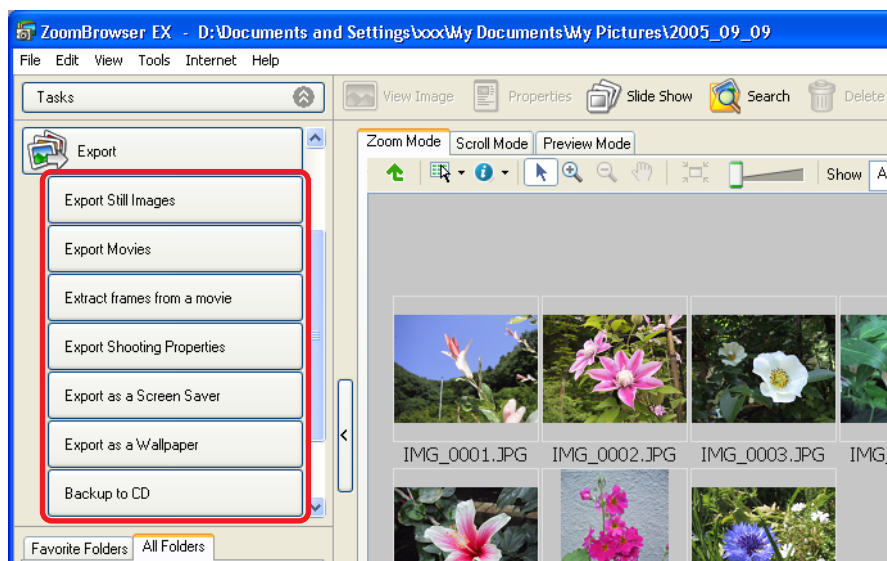 ZoomBrowser EX - D:\Documents and Settings\xxx\My Documents\My Pictures\2005_09_09
File Edit View Tools Internet Help
Tasks
View Image Properties Slide Show Search Delete
Export
Zoom Mode Scroll Mode Preview Mode
Show A
Export Still Images
Export Movies
Extract frames from a movie
Export Shooting Properties
Export as a Screen Saver
Export as a Wallpaper
Backup to CD
IMG_0001.JPG IMG_0002.JPG IMG_0003.JPG IMG_
Favorite Folders All Folders